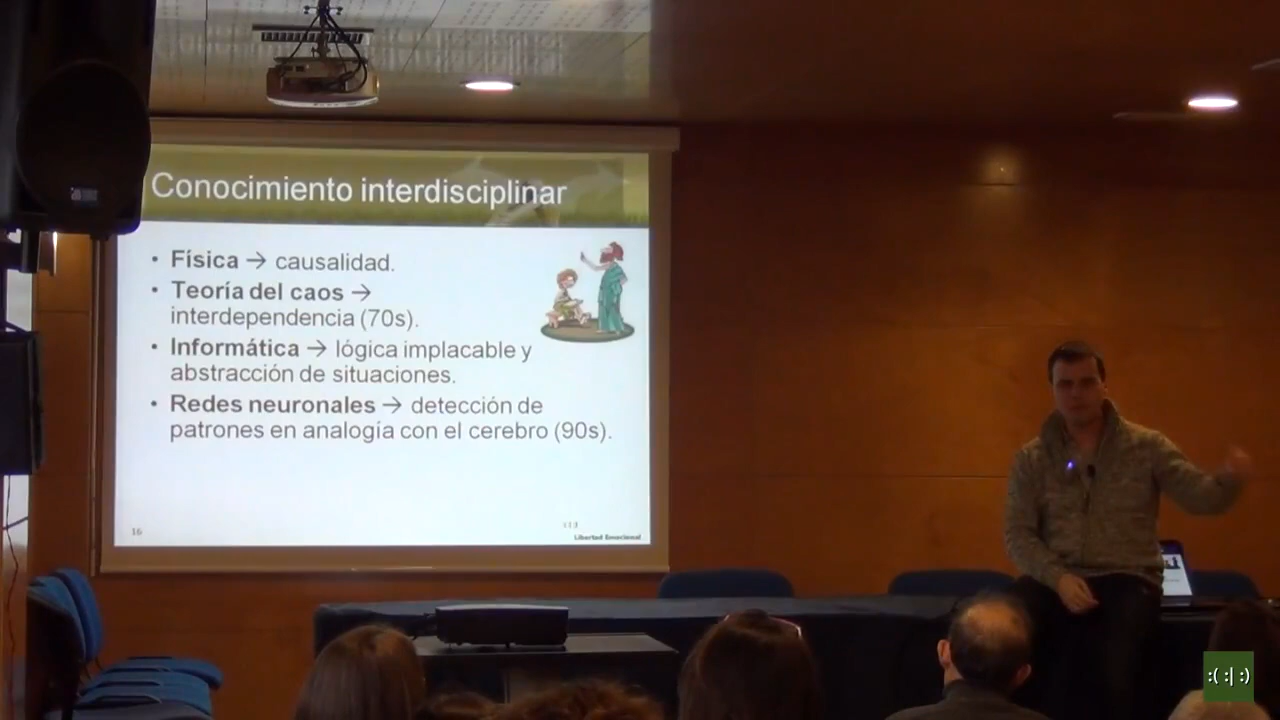 Conocimiento interdisciplinar
• Física → causalidad.
• Teoría del caos →
interdependencia (70s).
• Informática → lógica implacable y
abstracción de situaciones.
• Redes neuronales → detección de
patrones en analogía con el cerebro (90s).
16
Libertad Emocional
:( :| :)